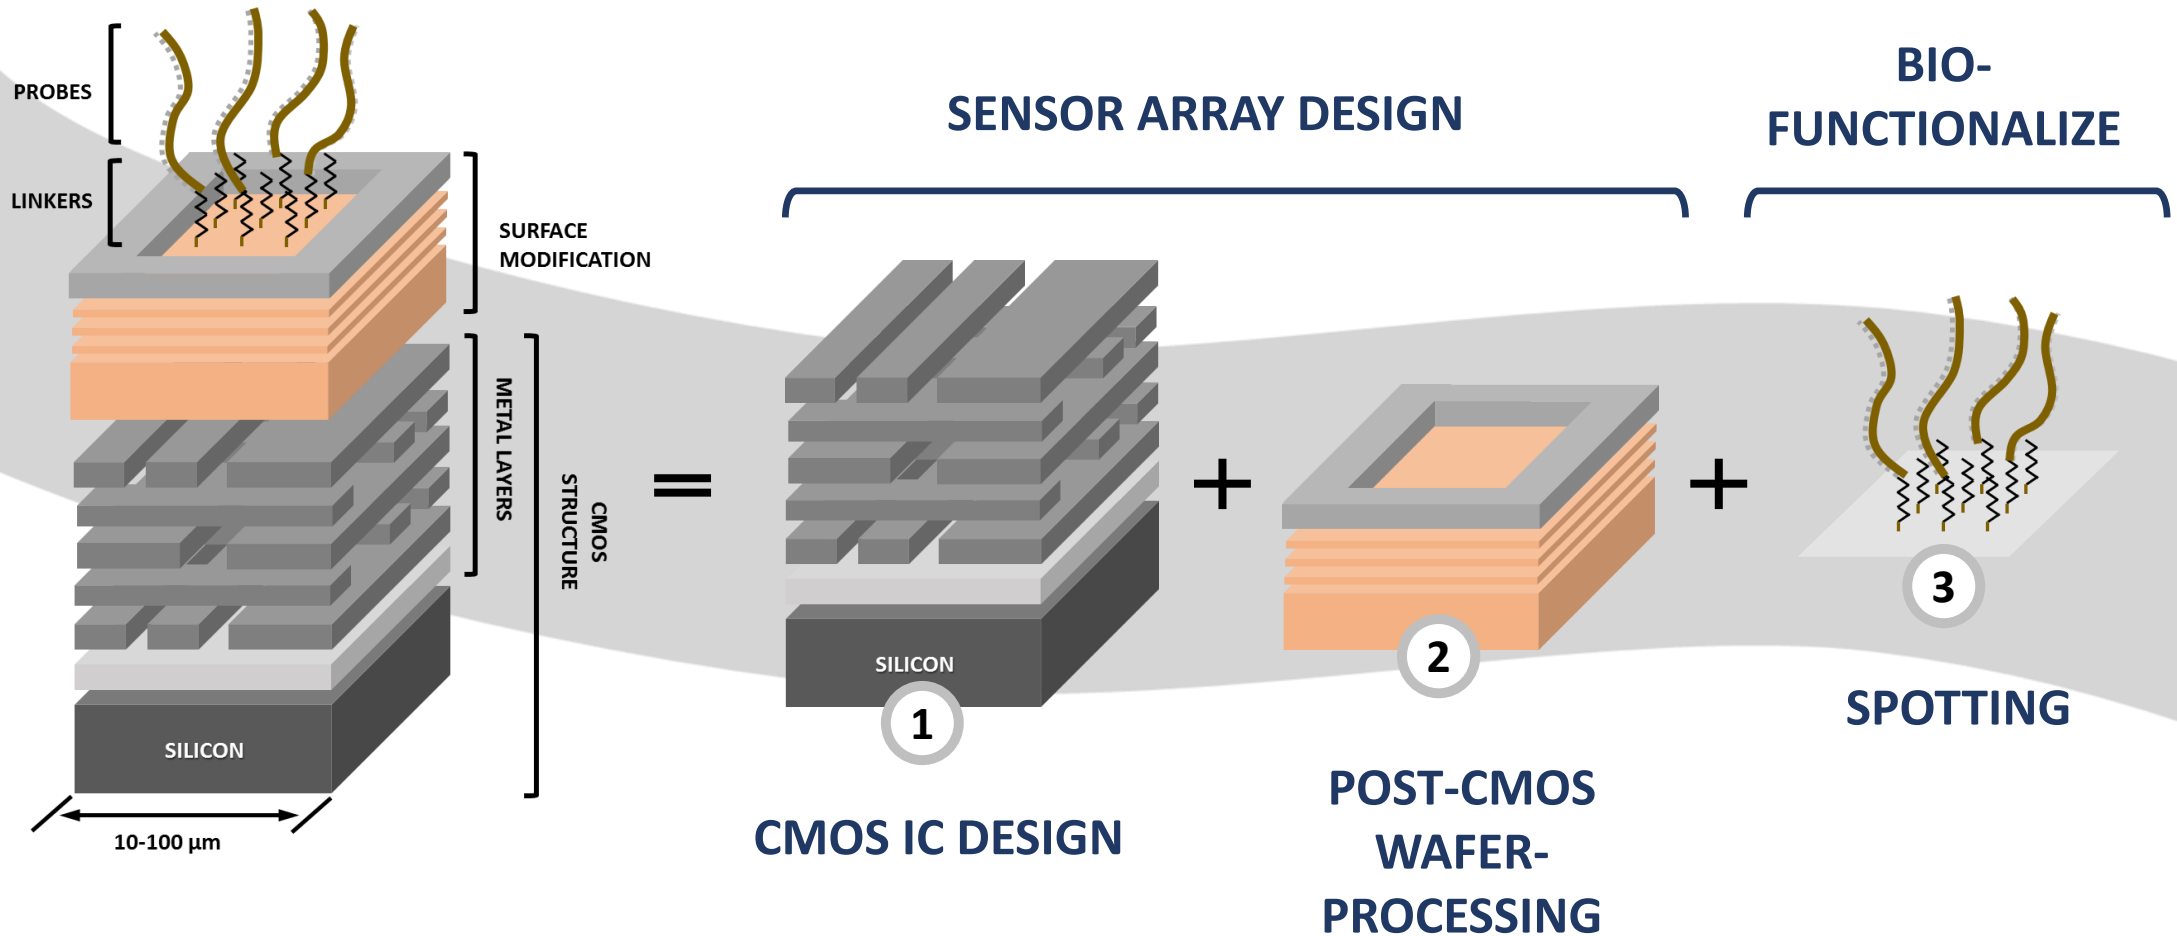 PROBES
LINKERS
SURFACE
MODIFICATION
METAL LAYERS
CMOS
STRUCTURE
SILICON
10-100 µm
=
SENSOR ARRAY DESIGN
SILICON
1
CMOS IC DESIGN
+
2
POST-CMOS
WAFER-
PROCESSING
+
BIO-
FUNCTIONALIZE
3
SPOTTING